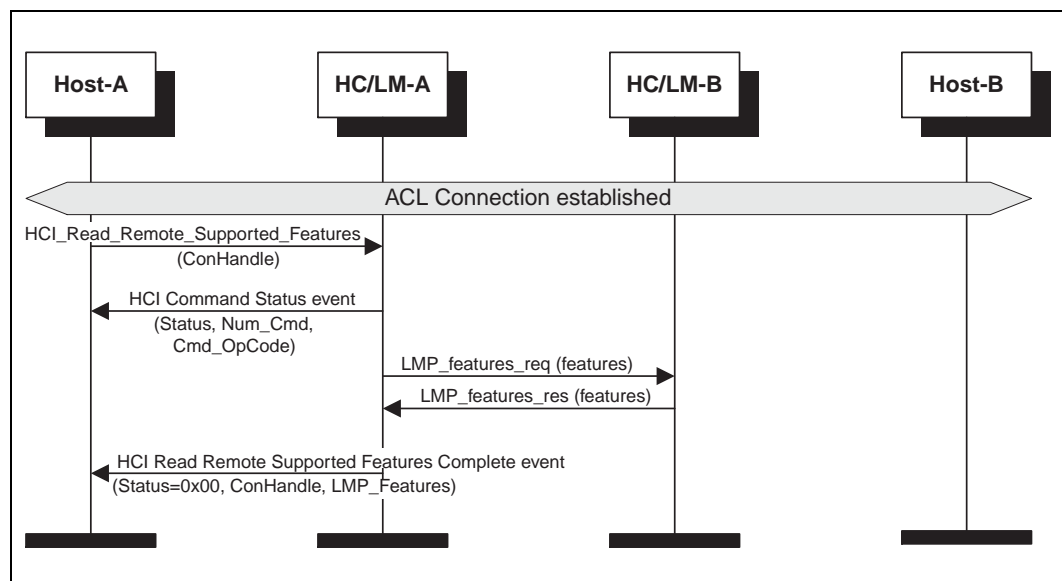 Host-A
HC/LM-A
HC/LM-B
Host-B
ACL Connection established
HCI_Read_Remote_Supported_Features
(ConHandle)
HCI Command Status event
(Status, Num_Cmd,
Cmd_OpCode)
LMP_features_req (features)
LMP_features_res (features)
HCI Read Remote Supported Features Complete event
(Status=0x00, ConHandle, LMP_Features)